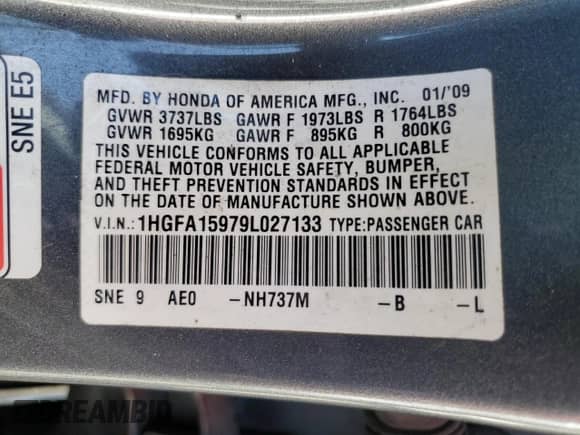 SNE E5
MFD. BY HONDA OF AMERICA MFG., INC. 01/'09
GVWR 3737LBS GAWR F 1973LBS R 1764LBS
GVWR 1695KG GAWR F 895KG R 800KG
THIS VEHICLE CONFORMS TO ALL APPLICABLE
FEDERAL MOTOR VEHICLE SAFETY, BUMPER,
AND THEFT PREVENTION STANDARDS IN EFFECT
ON THE DATE OF MANUFACTURE SHOWN ABOVE.
V.I.N.: 1HGFA15979L027133 TYPE:PASSENGER CAR
SNE 9 AE0 -NH737M -B -L
DREAMBID